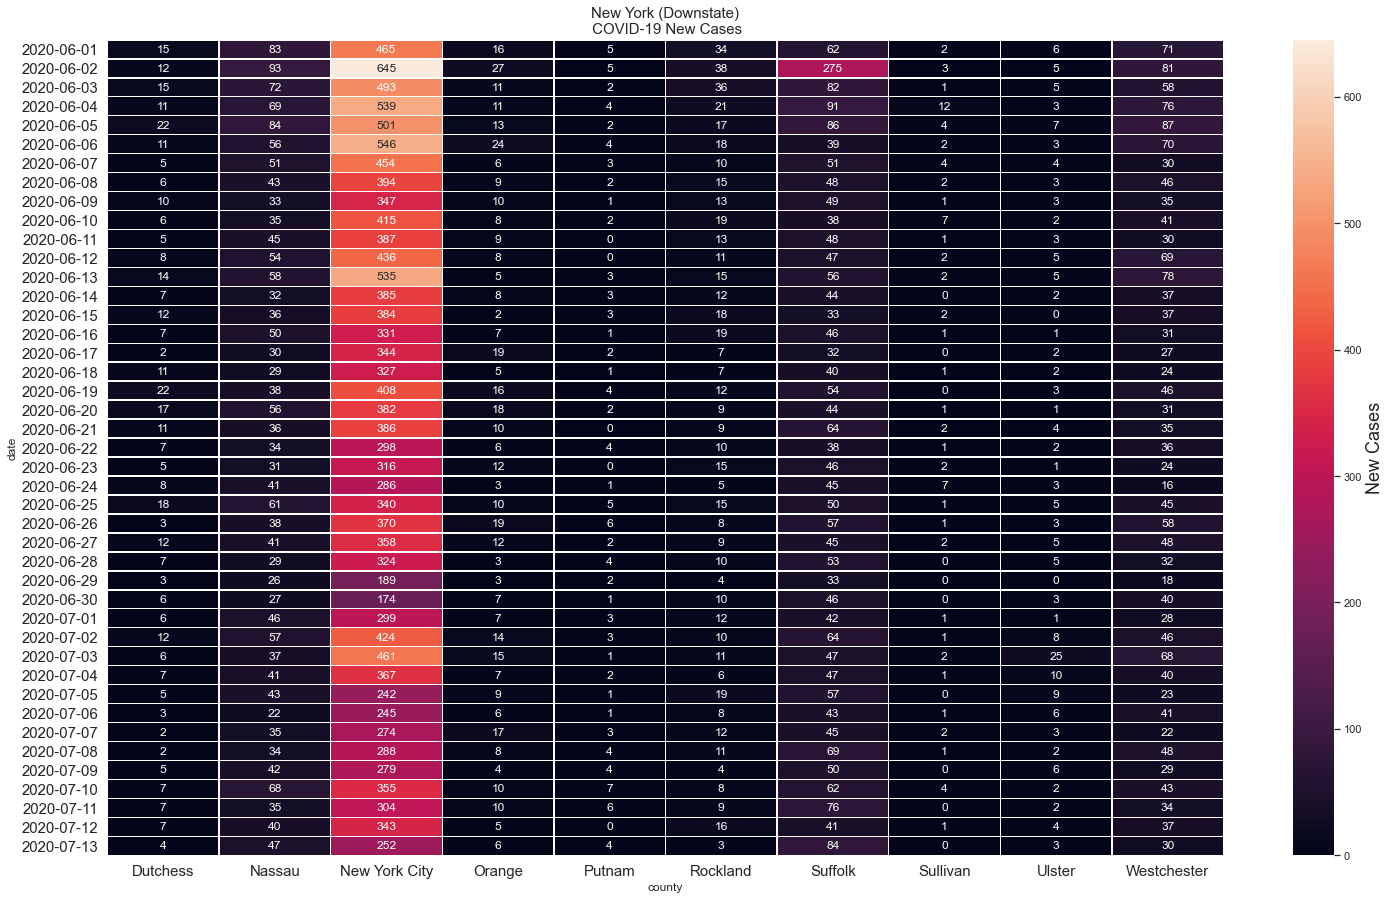 New York (Downstate)
COVID-19 New Cases
2020-06-01 15 83 465 16 5 34 62 2 6 71
2020-06-02 12 93 645 27 5 38 275 3 5 81
2020-06-03 15 72 493 11 2 36 82 1 5 58
2020-06-04 11 69 539 11 4 21 91 12 3 76
2020-06-05 22 84 501 13 2 17 86 4 7 87
2020-06-06 11 56 546 24 4 18 39 2 3 70
2020-06-07 5 51 454 6 3 10 51 4 4 30
2020-06-08 6 43 394 9 2 15 48 2 3 46
2020-06-09 10 33 347 10 1 13 49 1 3 35
2020-06-10 6 35 415 8 2 19 38 7 2 41
2020-06-11 5 45 387 9 0 13 48 1 3 30
2020-06-12 8 54 436 8 0 11 47 2 5 69
2020-06-13 14 58 535 5 3 15 56 2 5 78
2020-06-14 7 32 385 8 3 12 44 0 2 37
2020-06-15 12 36 384 2 3 18 33 2 0 37
2020-06-16 7 50 331 7 1 19 46 1 1 31
2020-06-17 2 30 344 19 2 7 32 0 2 27
2020-06-18 11 29 327 5 1 7 40 1 2 24
2020-06-19 22 38 408 16 4 12 54 0 3 46
2020-06-20 17 56 382 18 2 9 44 1 1 31
2020-06-21 11 36 386 10 0 9 64 2 4 35
2020-06-22 7 34 298 6 4 10 38 1 2 36
2020-06-23 5 31 316 12 0 15 46 2 1 24
2020-06-24 8 41 286 3 1 5 45 7 3 16
2020-06-25 18 61 340 10 5 15 50 1 5 45
2020-06-26 3 38 370 19 6 8 57 1 3 58
2020-06-27 12 41 358 12 2 9 45 2 5 48
2020-06-28 7 29 324 3 4 10 53 0 5 32
2020-06-29 3 26 189 3 2 4 33 0 0 18
2020-06-30 6 27 174 7 1 10 46 0 3 40
2020-07-01 6 46 299 7 3 12 42 1 1 28
2020-07-02 12 57 424 14 3 10 64 1 8 46
2020-07-03 6 37 461 15 1 11 47 2 25 68
2020-07-04 7 41 367 7 2 6 47 1 10 40
2020-07-05 5 43 242 9 1 19 57 0 9 23
2020-07-06 3 22 245 6 1 8 43 1 6 41
2020-07-07 2 35 274 17 3 12 45 2 3 22
2020-07-08 2 34 288 8 4 11 69 1 2 48
2020-07-09 5 42 279 4 4 4 50 0 6 29
2020-07-10 7 68 355 10 7 8 62 4 2 43
2020-07-11 7 35 304 10 6 9 76 0 2 34
2020-07-12 7 40 343 5 0 16 41 1 4 37
2020-07-13 4 47 252 6 4 3 84 0 3 30
Dutchess Nassau New York City Orange Putnam Rockland Suffolk Sullivan Ulster Westchester
county
date
600
500
400
300
200
100
0
New Cases